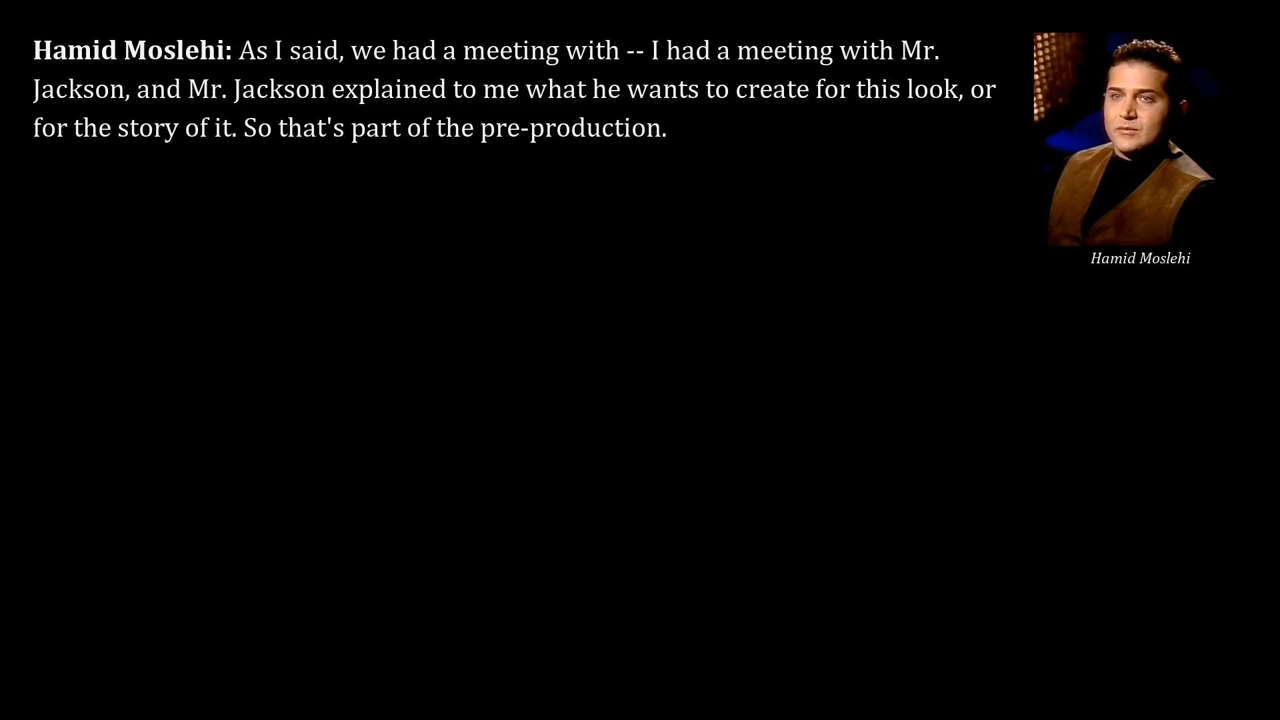 Hamid Moslehi: As I said, we had a meeting with -- I had a meeting with Mr.
Jackson, and Mr. Jackson explained to me what he wants to create for this look, or
for the story of it. So that's part of the pre-production.
Hamid Moslehi